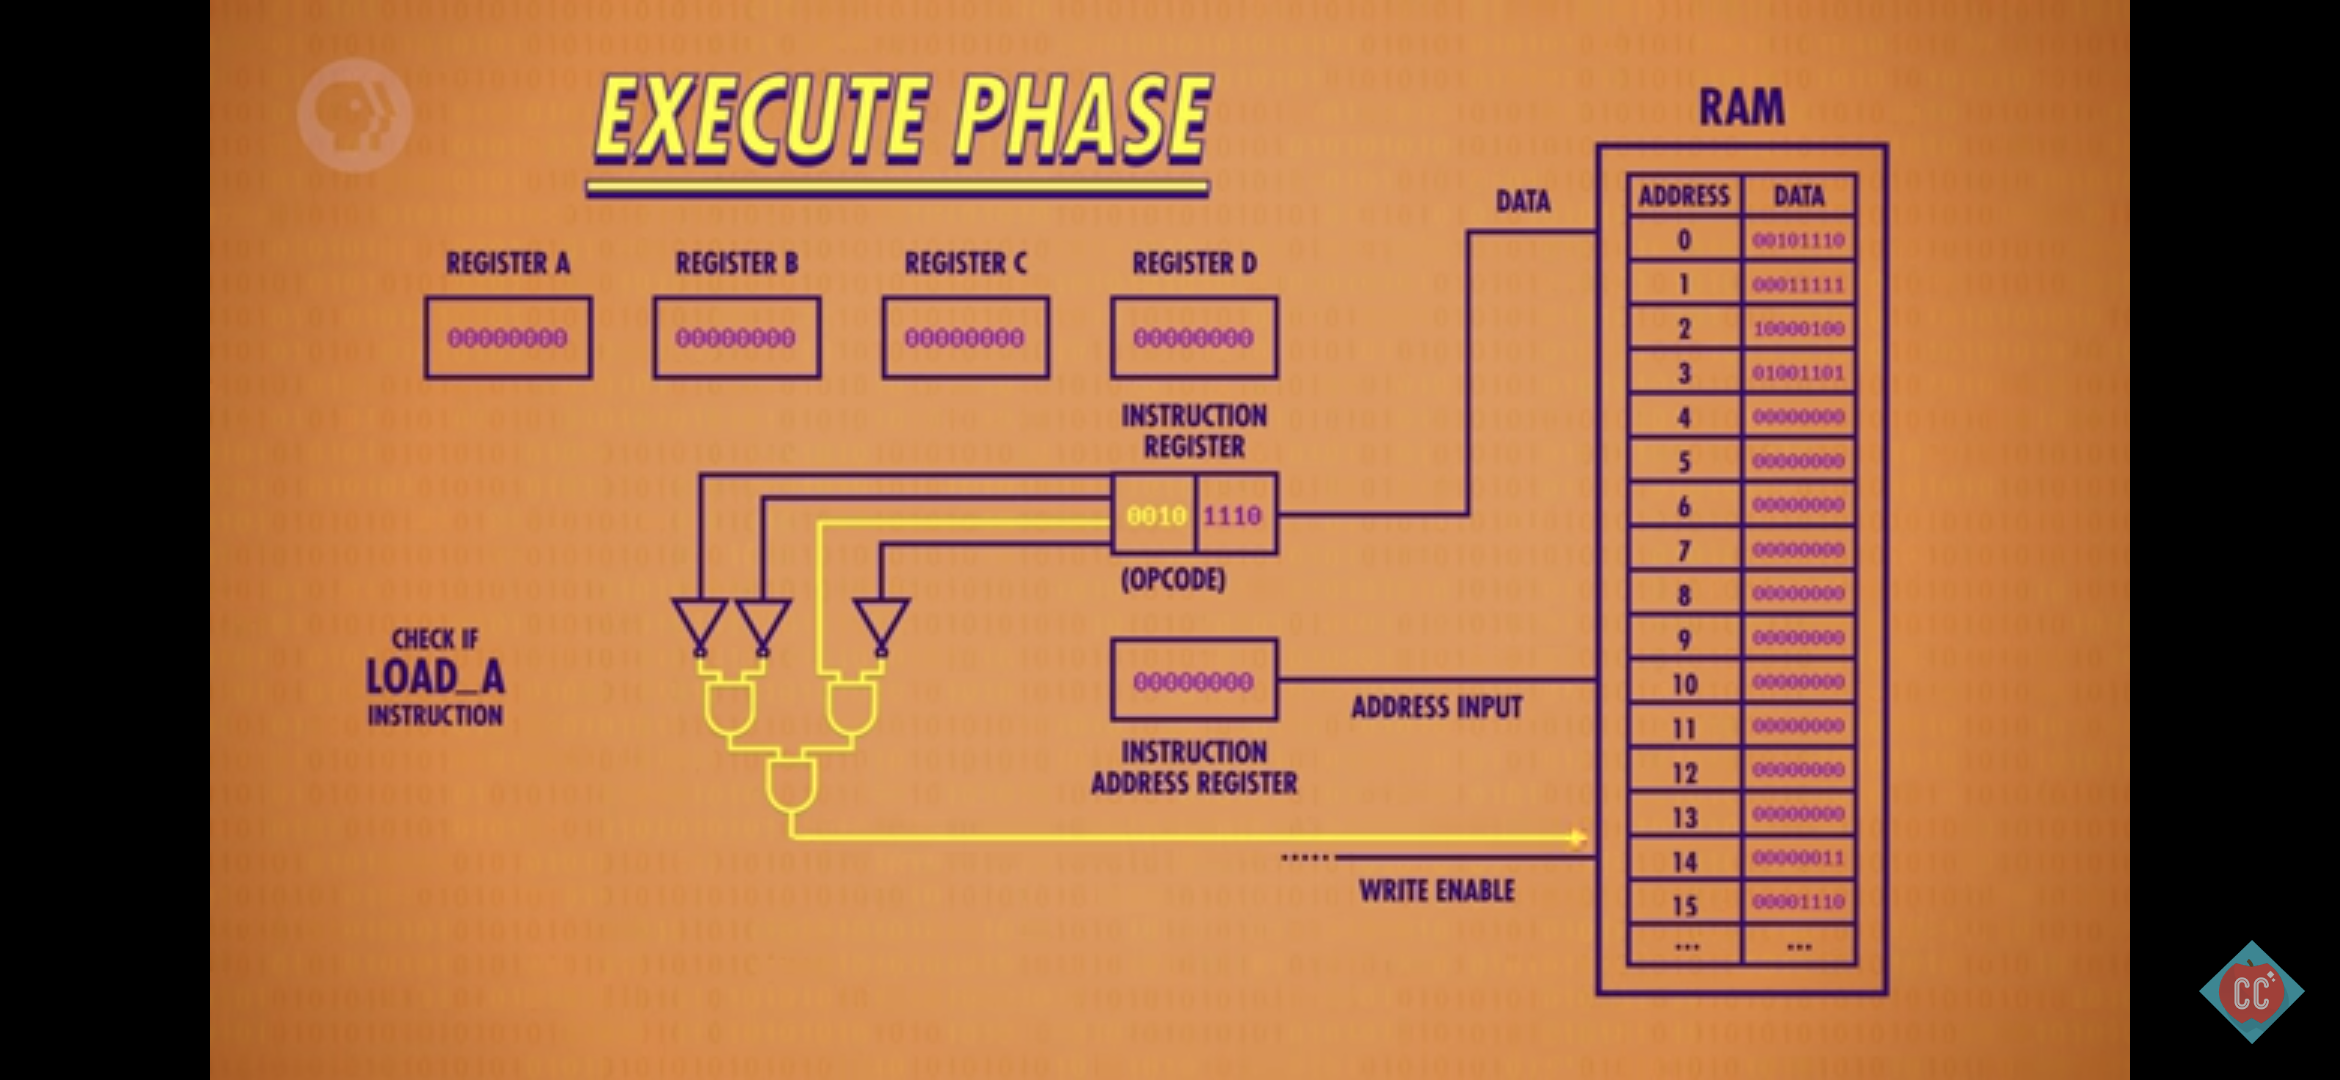 EXECUTE PHASE
RAM
DATA
ADDRESS DATA
0 00101110
1 00011111
2 10000100
3 01001101
4 00000000
5 00000000
6 00000000
7 00000000
8 00000000
9 00000000
10 00000000
11 00000000
12 00000000
13 00000000
14 00000011
15 00001110
... ...
REGISTER A
00000000
REGISTER B
00000000
REGISTER C
00000000
REGISTER D
00000000
INSTRUCTION
REGISTER
0010 1110
(OPCODE)
CHECK IF
LOAD_A
INSTRUCTION
00000000
ADDRESS INPUT
INSTRUCTION
ADDRESS REGISTER
WRITE ENABLE
CC